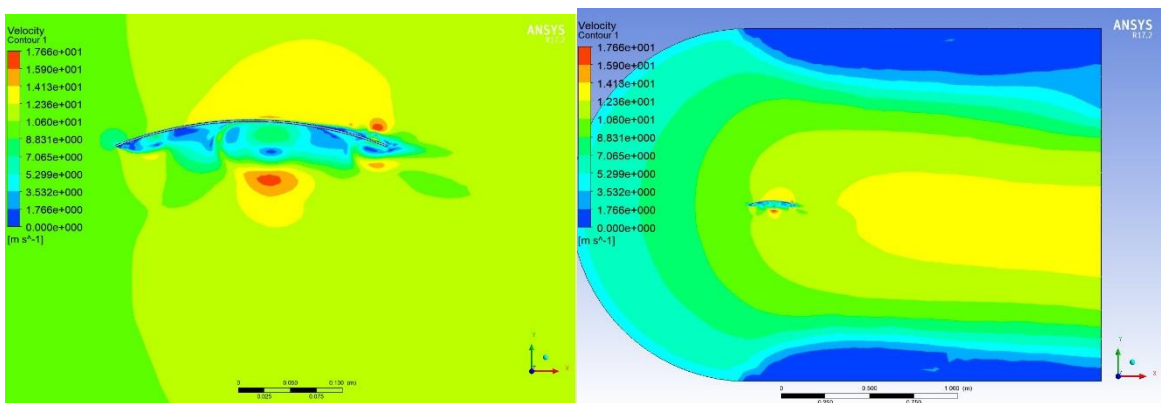 Velocity
Contour 1
1.766e+001
1.590e+001
1.413e+001
1.236e+001
1.060e+001
8.831e+000
7.065e+000
5.299e+000
3.532e+000
1.766e+000
0.000e+000
[m s^-1]
ANSYS
R17.2
Y
X
0 0.050 0.100 (m)
0.025 0.075
Velocity
Contour 1
1.766e+001
1.590e+001
1.413e+001
1.236e+001
1.060e+001
8.831e+000
7.065e+000
5.299e+000
3.532e+000
1.766e+000
0.000e+000
[m s^-1]
ANSYS
R17.2
Y
X
0 0.500 1.000 (m)
0.250 0.750